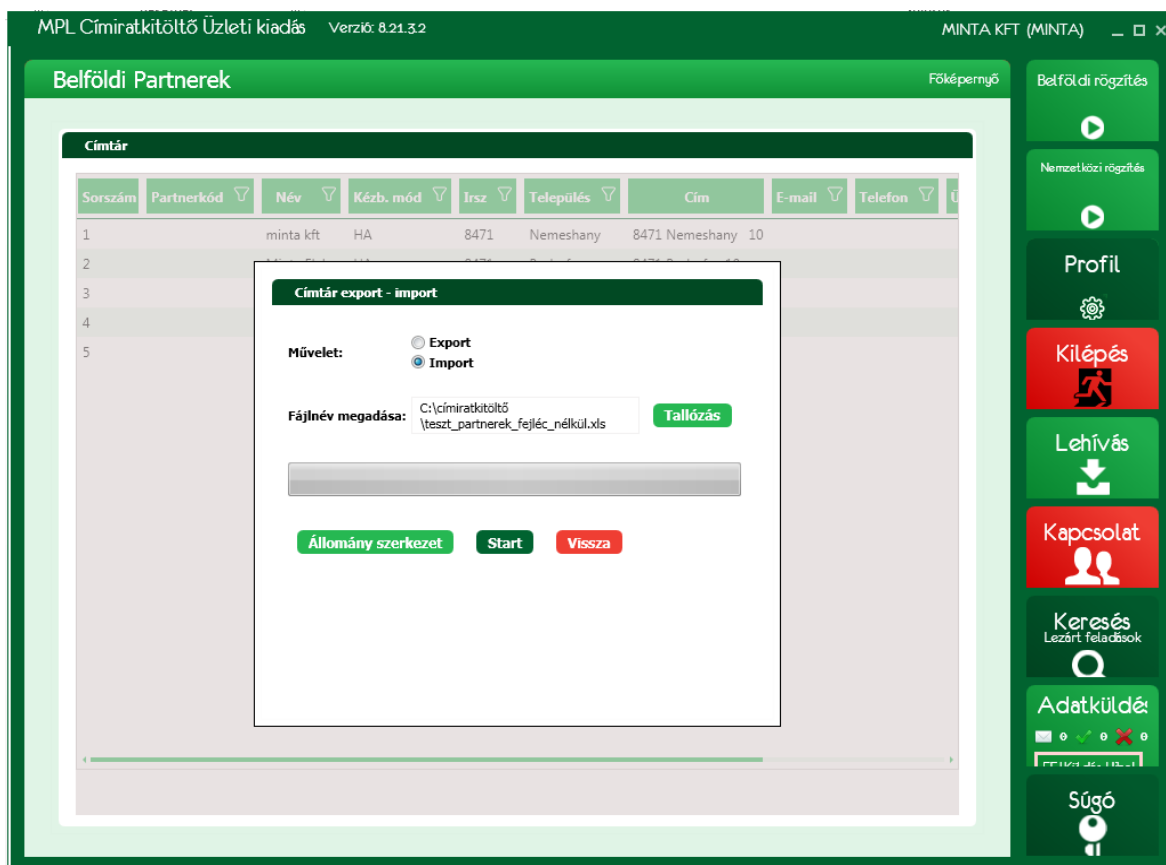 MPL Címiratkitöltő Üzleti kiadás Verzió: 8.21.3.2 MINTA KFT (MINTA)
Belföldi Partnerek Főképernyő
Címtár
Sorszám Partnerkód Név Kézb. mód Irsz Település Cím E-mail Telefon
1 minta kft HA 8471 Nemeshany 8471 Nemeshany 10
2
3
4
5
Címtár export - import
Művelet:
Export
Import
Fájlnév megadása:
C:\címiratkitöltő
\teszt_partnerek_fejléc_nélkül.xls
Tallózás
Állomány szerkezet Start Vissza
Belföldi rögzítés
Nemzetközi rögzítés
Profil
Kilépés
Lehívás
Kapcsolat
Keresés
Lezárt feladások
Adatküldé
0 0 0
Súgó